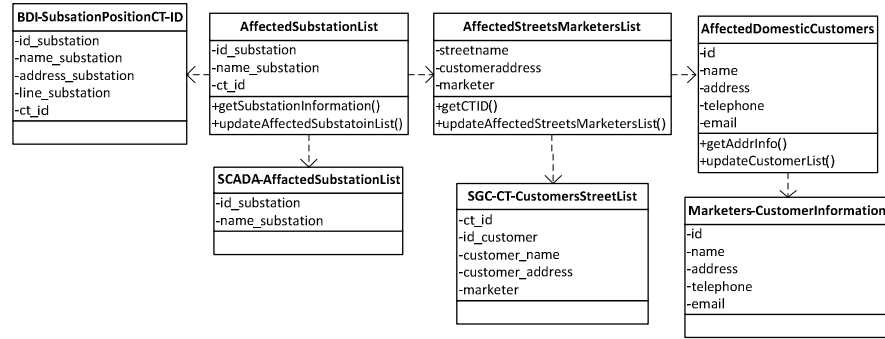 BDI-SubsationPositionCT-ID
-id_substation
-name_substation
-address_substation
-line_substation
-ct_id
AffectedSubstationList
-id_substation
-name_substation
-ct_id
+getSubstationInformation()
+updateAffectedSubstatoinList()
AffectedStreetsMarketersList
-streetname
-customeraddress
-marketer
+getCTID()
+updateAffectedStreetsMarketersList()
AffectedDomesticCustomers
-id
-name
-address
-telephone
-email
+getAddrInfo()
+updateCustomerList()
SCADA-AffactedSubstationList
-id_substation
-name_substation
SGC-CT-CustomersStreetList
-ct_id
-id_customer
-customer_name
-customer_address
-marketer
Marketers-CustomerInformation
-id
-name
-address
-telephone
-email